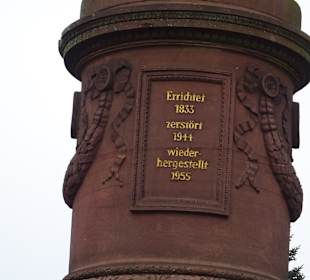 Errichtet
1833
zerstört
1944
wieder-
hergestellt
1955